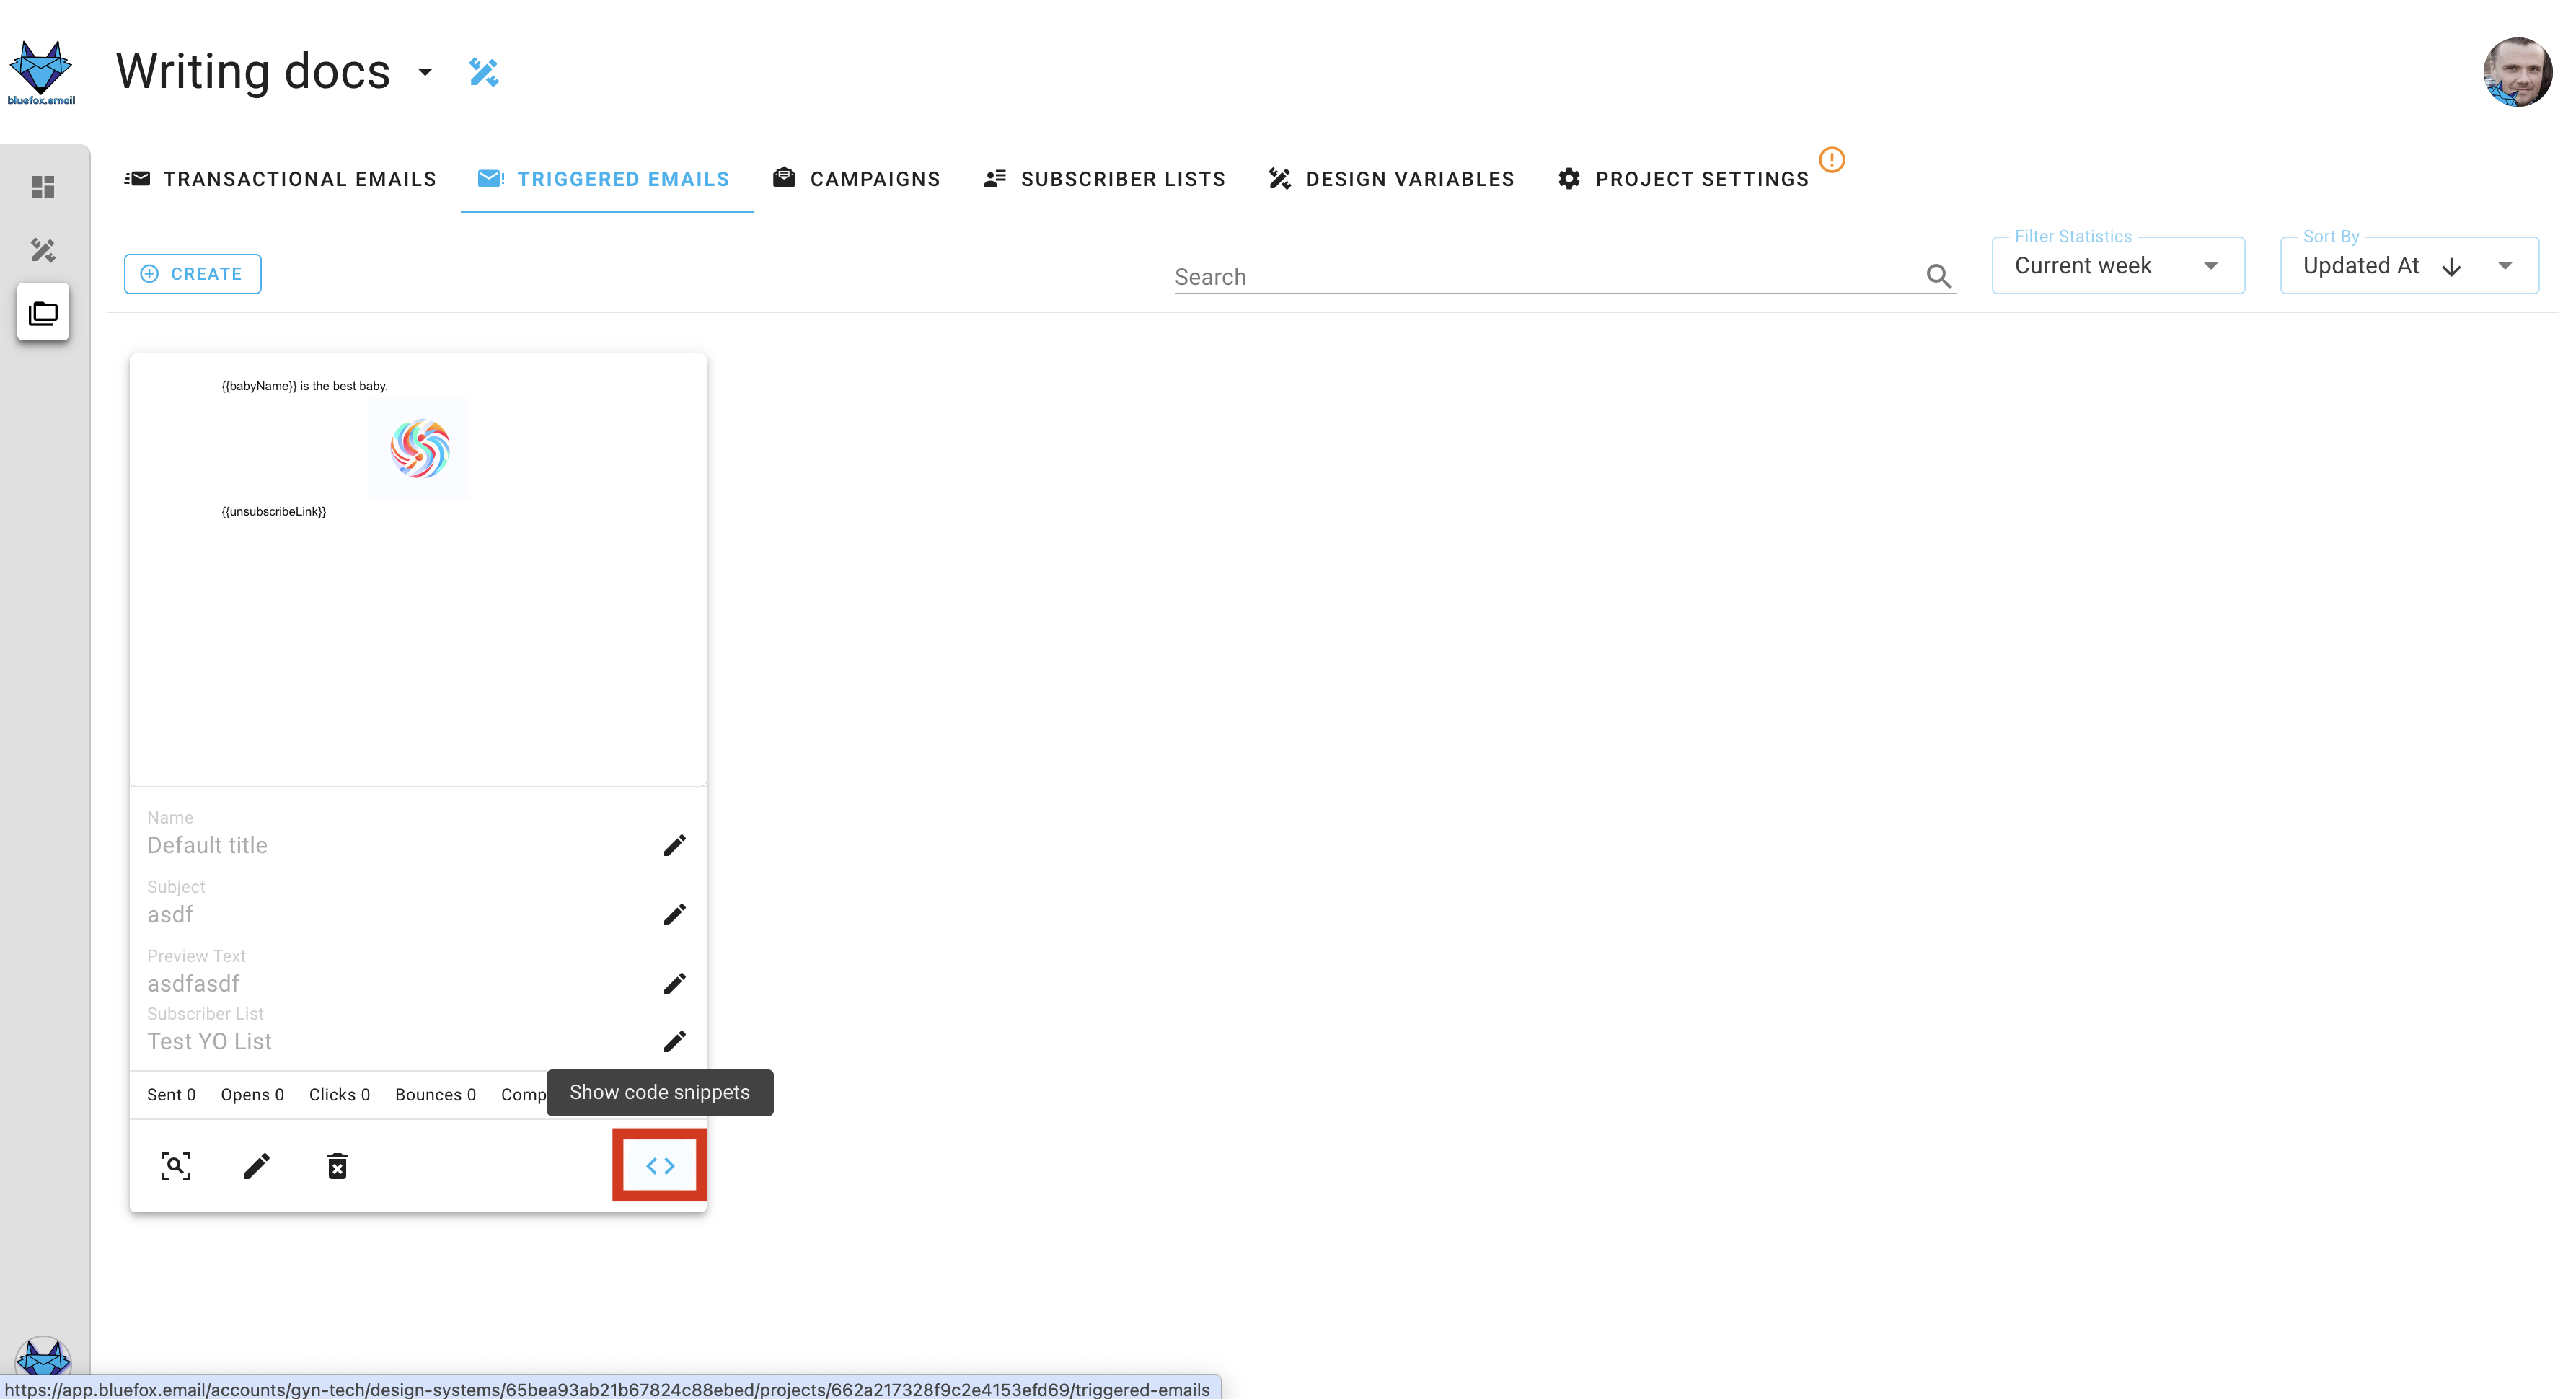 bluefox.email
Writing docs
TRANSACTIONAL EMAILS
TRIGGERED EMAILS
CAMPAIGNS
SUBSCRIBER LISTS
DESIGN VARIABLES
PROJECT SETTINGS
CREATE
Search
Filter Statistics
Current week
Sort By
Updated At
{{babyName}} is the best baby.
{{unsubscribeLink}}
Name
Default title
Subject
asdf
Preview Text
asdfasdf
Subscriber List
Test YO List
Sent 0 Opens 0 Clicks 0 Bounces 0 Comp
Show code snippets
https://app.bluefox.email/accounts/gyn-tech/design-systems/65bea93ab21b67824c88ebed/projects/662a217328f9c2e4153efd69/triggered-emails